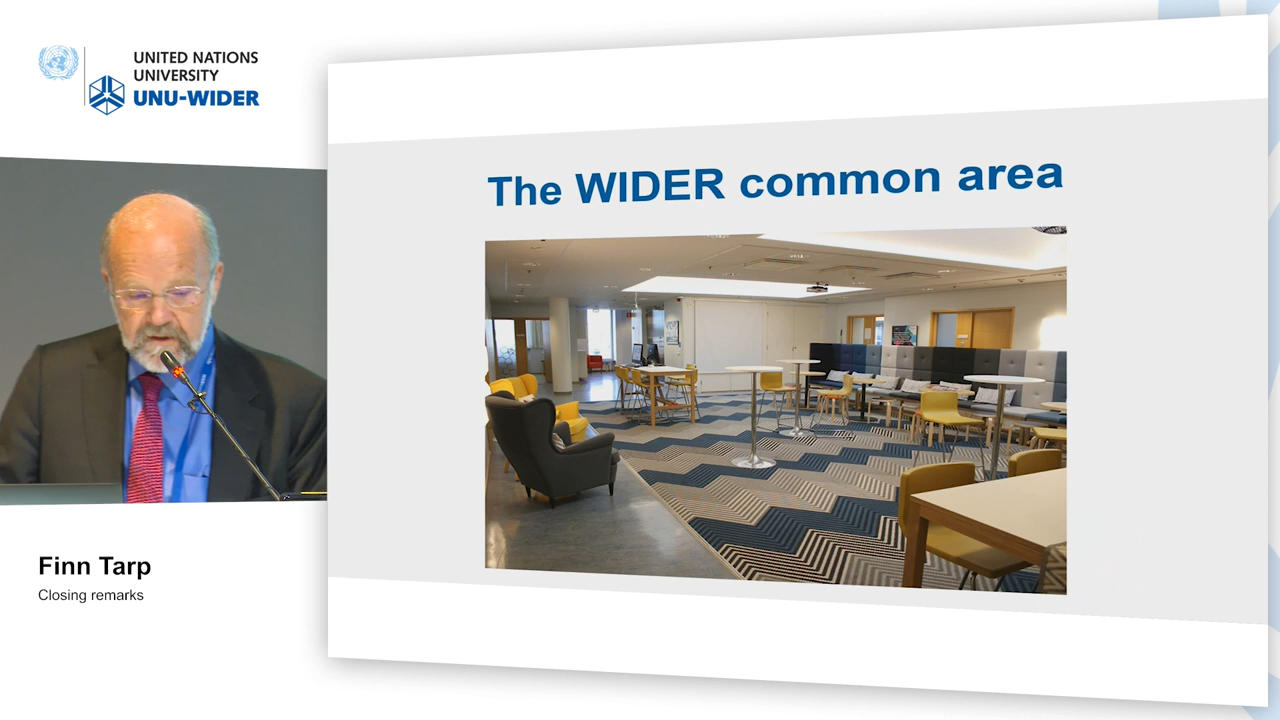 UNITED NATIONS
UNIVERSITY
UNU-WIDER
The WIDER common area
Finn Tarp
Closing remarks